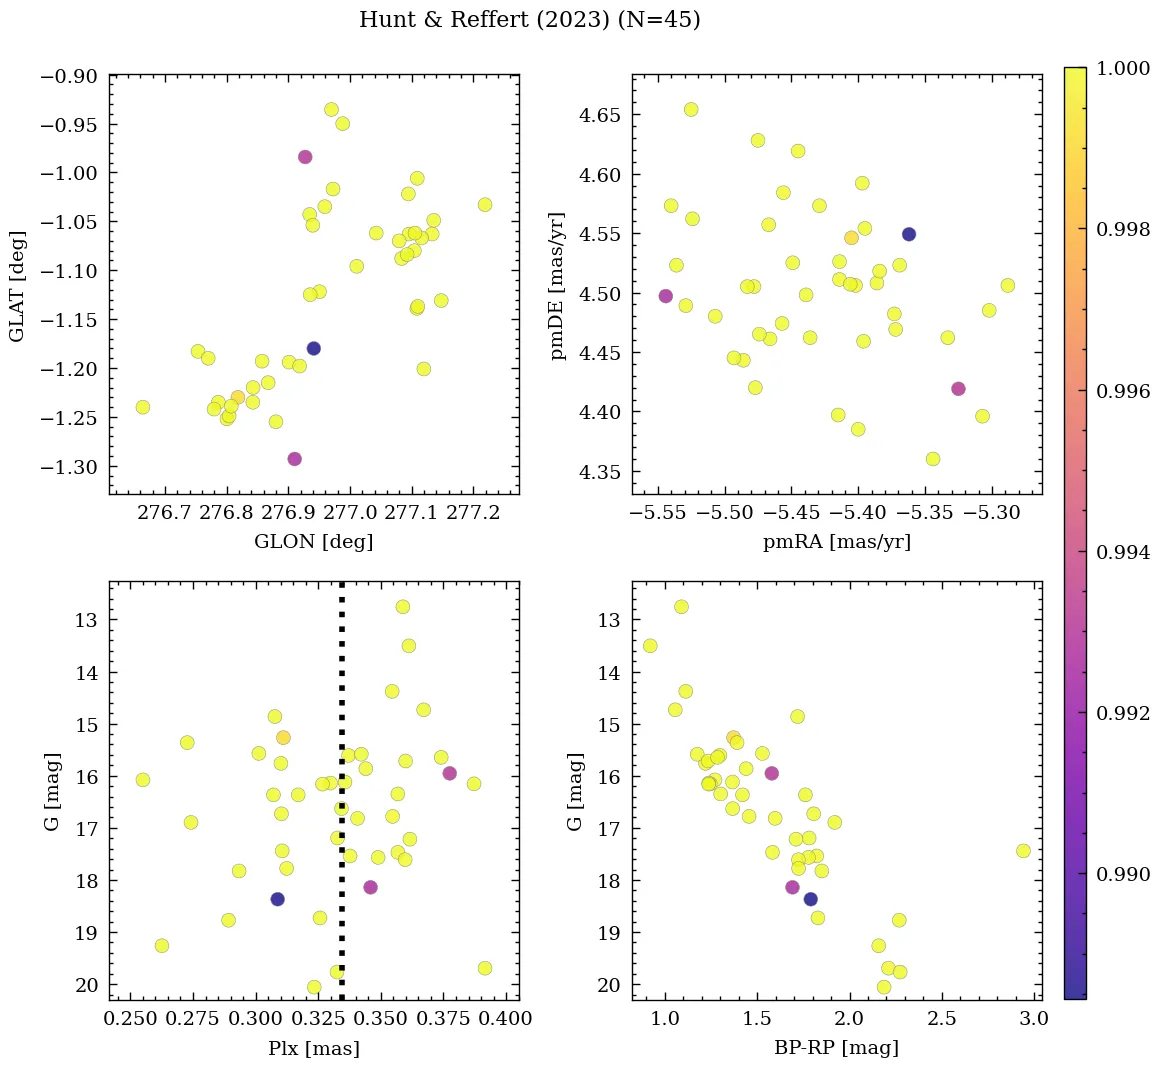 Hunt & Reffert (2023) (N=45)
−0.90
−0.95
−1.00
−1.05
−1.10
−1.15
−1.20
−1.25
−1.30
GLAT [deg]
276.7 276.8 276.9 277.0 277.1 277.2
GLON [deg]
4.65
4.60
4.55
4.50
4.45
4.40
4.35
pmDE [mas/yr]
−5.55 −5.50 −5.45 −5.40 −5.35 −5.30
pmRA [mas/yr]
13
14
15
16
17
18
19
20
G [mag]
0.250 0.275 0.300 0.325 0.350 0.375 0.400
Plx [mas]
13
14
15
16
17
18
19
20
G [mag]
1.0 1.5 2.0 2.5 3.0
BP-RP [mag]
1.000
0.998
0.996
0.994
0.992
0.990